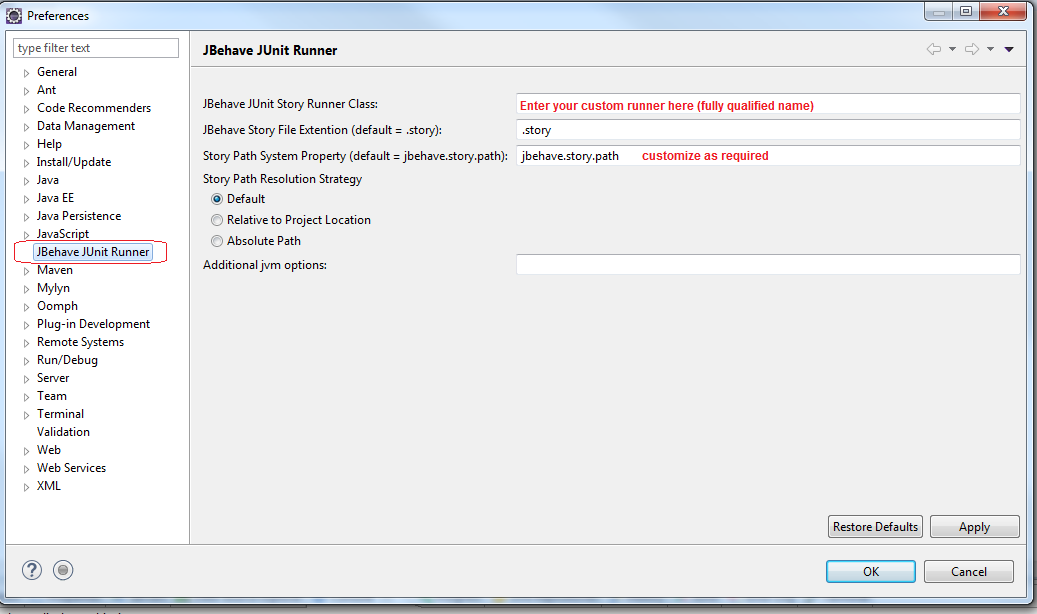 Preferences
type filter text
General
Ant
Code Recommenders
Data Management
Help
Install/Update
Java
Java EE
Java Persistence
JavaScript
JBehave JUnit Runner
Maven
Mylyn
Oomph
Plug-in Development
Remote Systems
Run/Debug
Server
Team
Terminal
Validation
Web
Web Services
XML
JBehave JUnit Runner
JBehave JUnit Story Runner Class: Enter your custom runner here (fully qualified name)
JBehave Story File Extention (default = .story): .story
Story Path System Property (default = jbehave.story.path): jbehave.story.path customize as required
Story Path Resolution Strategy
Default
Relative to Project Location
Absolute Path
Additional jvm options:
Restore Defaults Apply
? OK Cancel